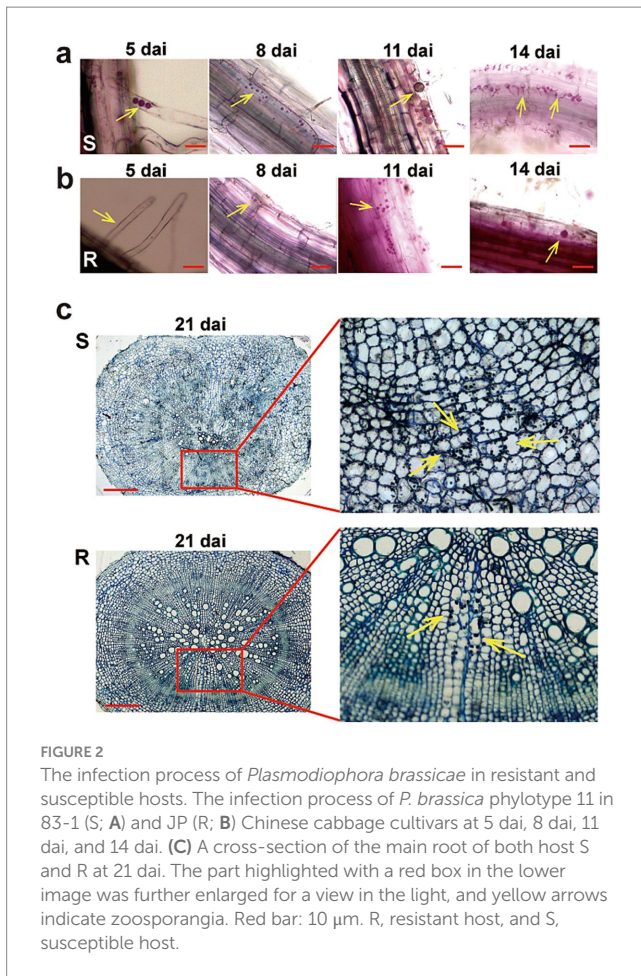 a
5 dai
8 dai
11 dai
14 dai
S
b
5 dai
8 dai
11 dai
14 dai
R
c
21 dai
S
21 dai
R
FIGURE 2
The infection process of Plasmodiophora brassicae in resistant and
susceptible hosts. The infection process of P. brassica phylotype 11 in
83-1 (S; A) and JP (R; B) Chinese cabbage cultivars at 5 dai, 8 dai, 11
dai, and 14 dai. (C) A cross-section of the main root of both host S
and R at 21 dai. The part highlighted with a red box in the lower
image was further enlarged for a view in the light, and yellow arrows
indicate zoosporangia. Red bar: 10 μm. R, resistant host, and S,
susceptible host.